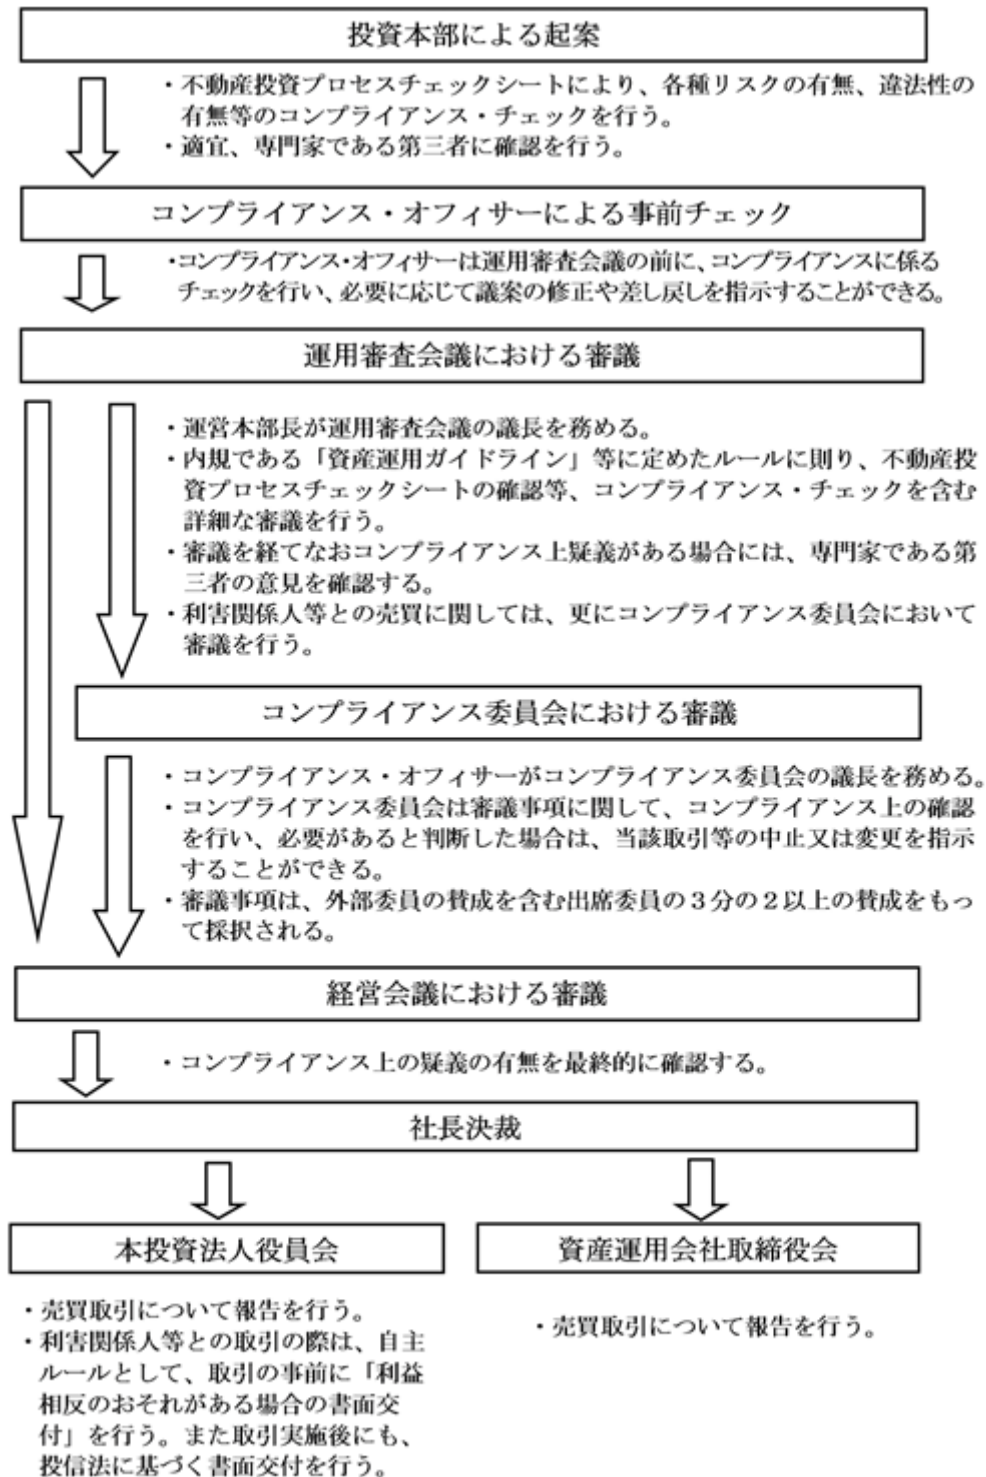 投資本部による起案
・不動産投資プロセスチェックシートにより、各種リスクの有無、違法性の
有無等のコンプライアンス・チェックを行う。
・適宜、専門家である第三者に確認を行う。
コンプライアンス・オフィサーによる事前チェック
・コンプライアンス・オフィサーは運用審査会議の前に、コンプライアンスに係る
チェックを行い、必要に応じて議案の修正や差し戻しを指示することができる。
運用審査会議における審議
・運営本部長が運用審査会議の議長を務める。
・内規である「資産運用ガイドライン」等に定めたルールに則り、不動産投
資プロセスチェックシートの確認等、コンプライアンス・チェックを含む
詳細な審議を行う。
・審議を経てなおコンプライアンス上疑義がある場合には、専門家である第
三者の意見を確認する。
・利害関係人等との売買に関しては、更にコンプライアンス委員会において
審議を行う。
コンプライアンス委員会における審議
・コンプライアンス・オフィサーがコンプライアンス委員会の議長を務める。
・コンプライアンス委員会は審議事項に関して、コンプライアンス上の確認
を行い、必要があると判断した場合は、当該取引等の中止又は変更を指示
することができる。
・審議事項は、外部委員の賛成を含む出席委員の3分の2以上の賛成をもっ
て採択される。
経営会議における審議
・コンプライアンス上の疑義の有無を最終的に確認する。
社長決裁
本投資法人役員会
・売買取引について報告を行う。
・利害関係人等との取引の際は、自主
ルールとして、取引の事前に「利益
相反のおそれがある場合の書面交
付」を行う。また取引実施後にも、
投信法に基づく書面交付を行う。
資産運用会社取締役会
・売買取引について報告を行う。